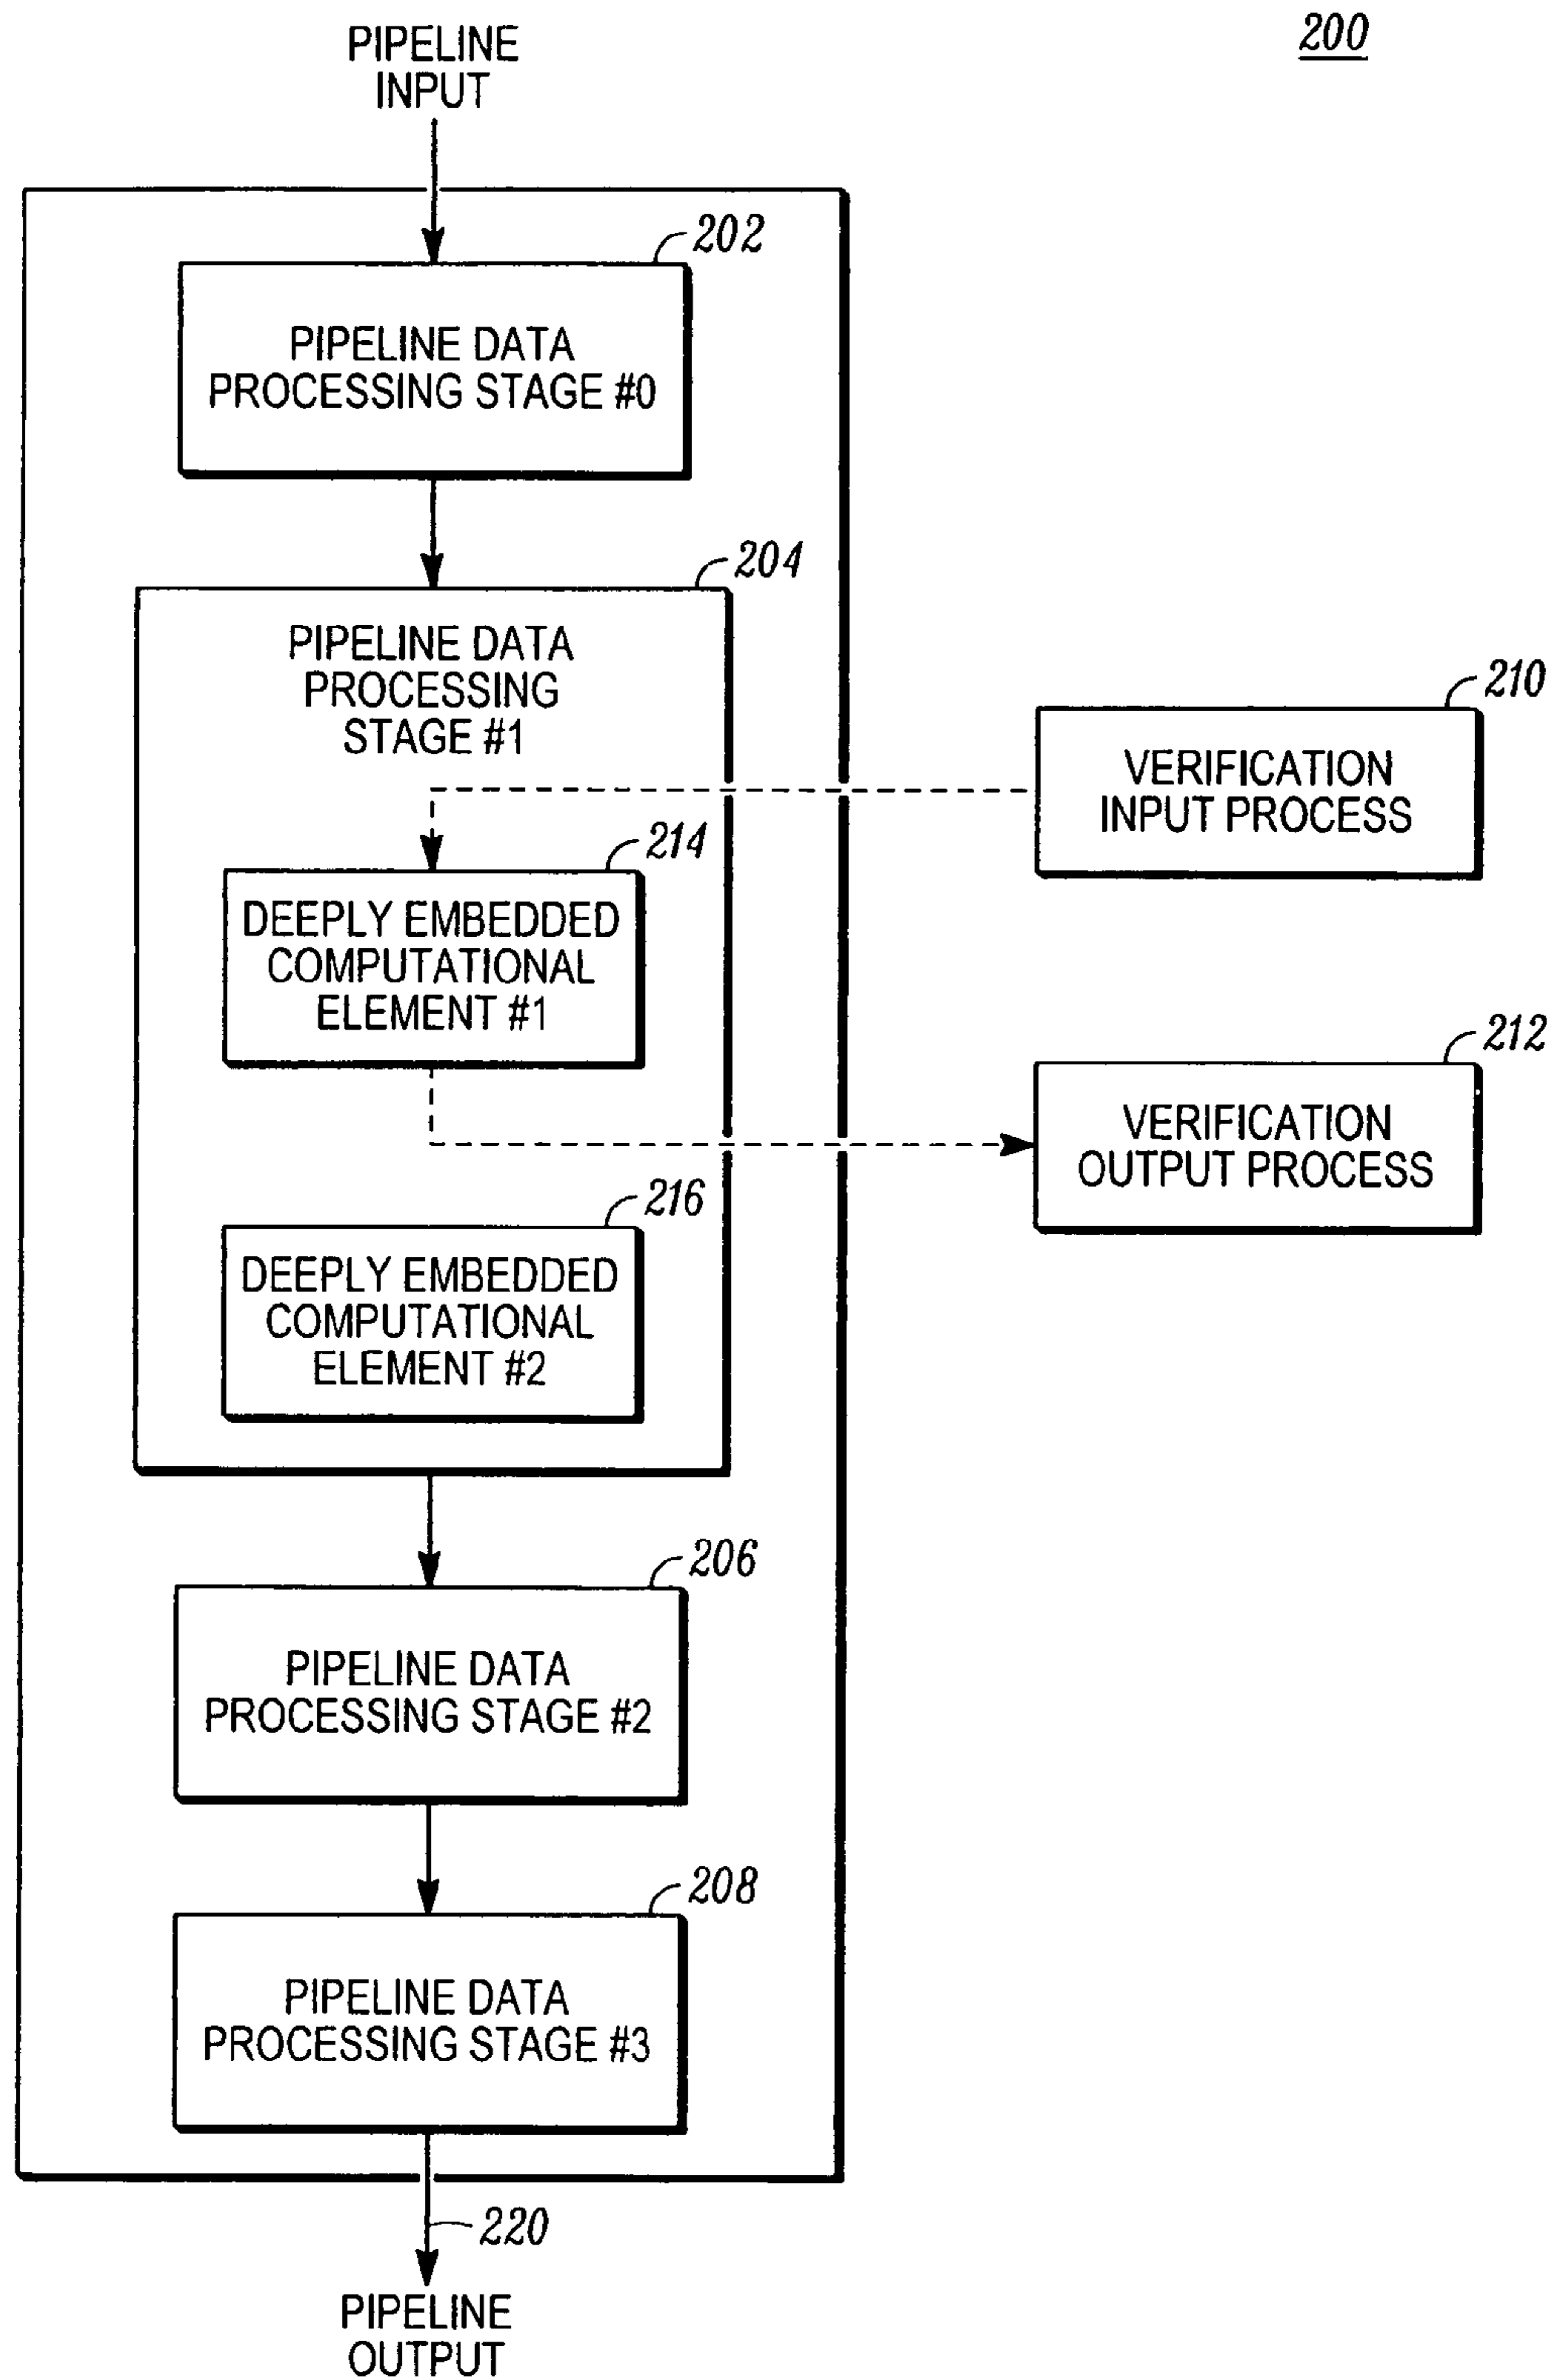 200
PIPELINE
INPUT
202
PIPELINE DATA
PROCESSING STAGE #0
204
PIPELINE DATA
PROCESSING
STAGE #1
210
VERIFICATION
INPUT PROCESS
214
DEEPLY EMBEDDED
COMPUTATIONAL
ELEMENT #1
212
VERIFICATION
OUTPUT PROCESS
216
DEEPLY EMBEDDED
COMPUTATIONAL
ELEMENT #2
206
PIPELINE DATA
PROCESSING STAGE #2
208
PIPELINE DATA
PROCESSING STAGE #3
220
PIPELINE
OUTPUT